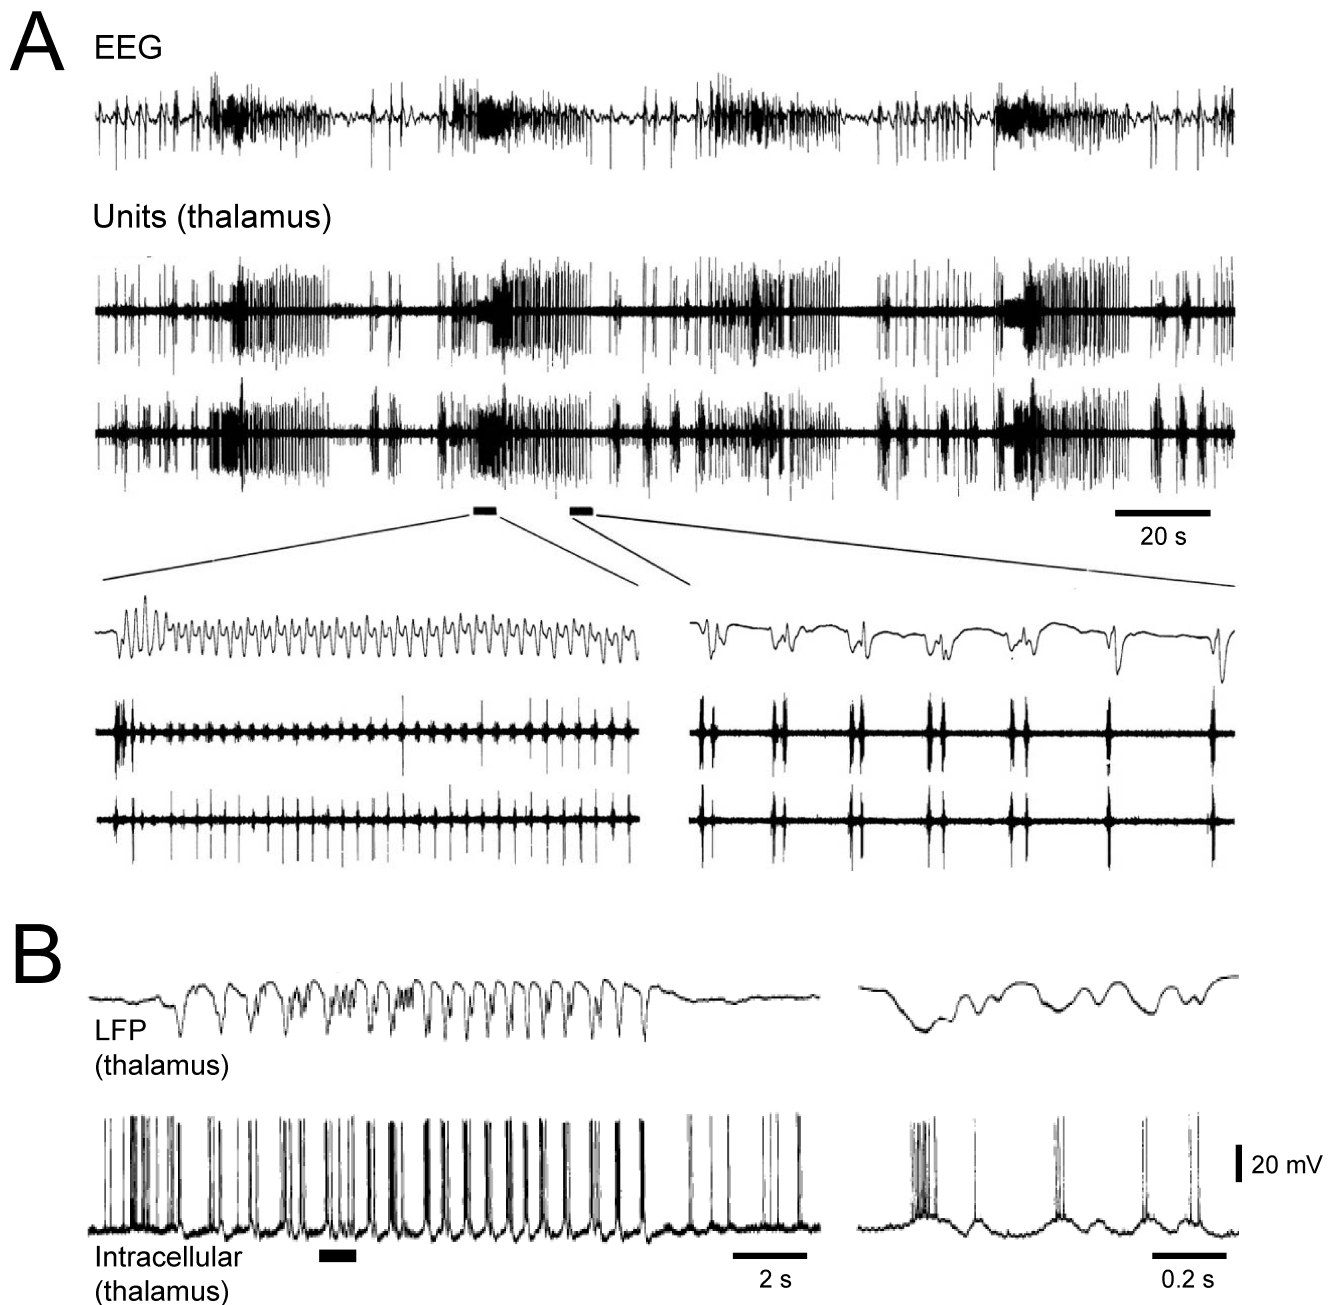 A
EEG
Units (thalamus)
20 s
B
LFP
(thalamus)
20 mV
Intracellular
(thalamus)
2 s
0.2 s